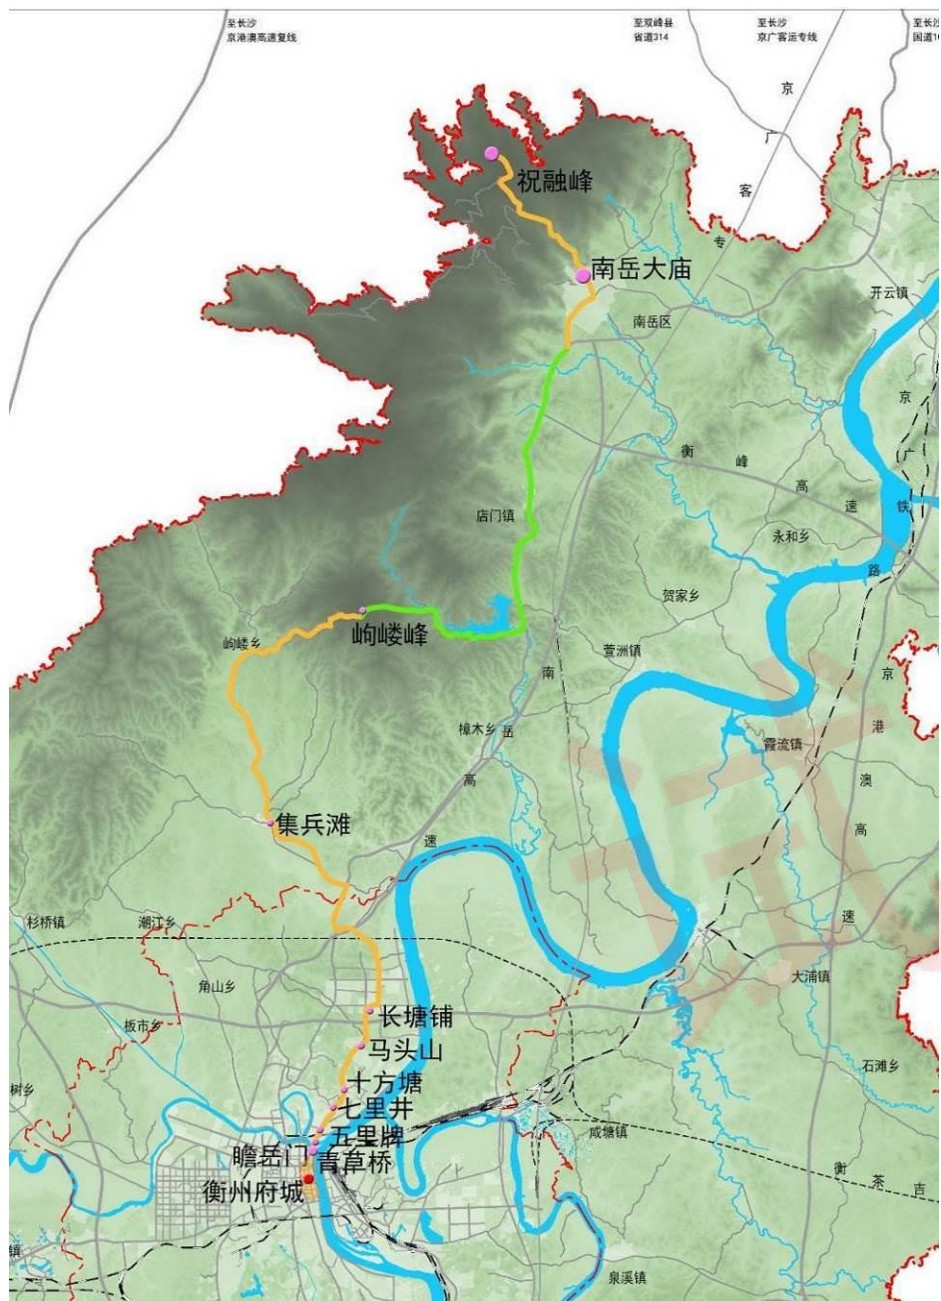 至长沙
京港澳高速复线
至双峰县
省道314
至长沙
京广客运专线
至长沙
京
广
客
专
祝融峰
南岳大庙
开云镇
南岳区
京
广
铁
路
衡
峰
高
速
店门镇
永和乡
贺家乡
岣嵝峰
岣嵝乡
萱洲镇
南
岳
高
速
樟木乡
霞流镇
京
港
澳
高
速
集兵滩
杉桥镇
潮江乡
角山乡
大浦镇
板市乡
长塘铺
马头山
石滩乡
树乡
十方塘
七里井
五里牌
咸塘镇
瞻岳门
青草桥
衡州府城
衡
茶
吉
镇
泉溪镇